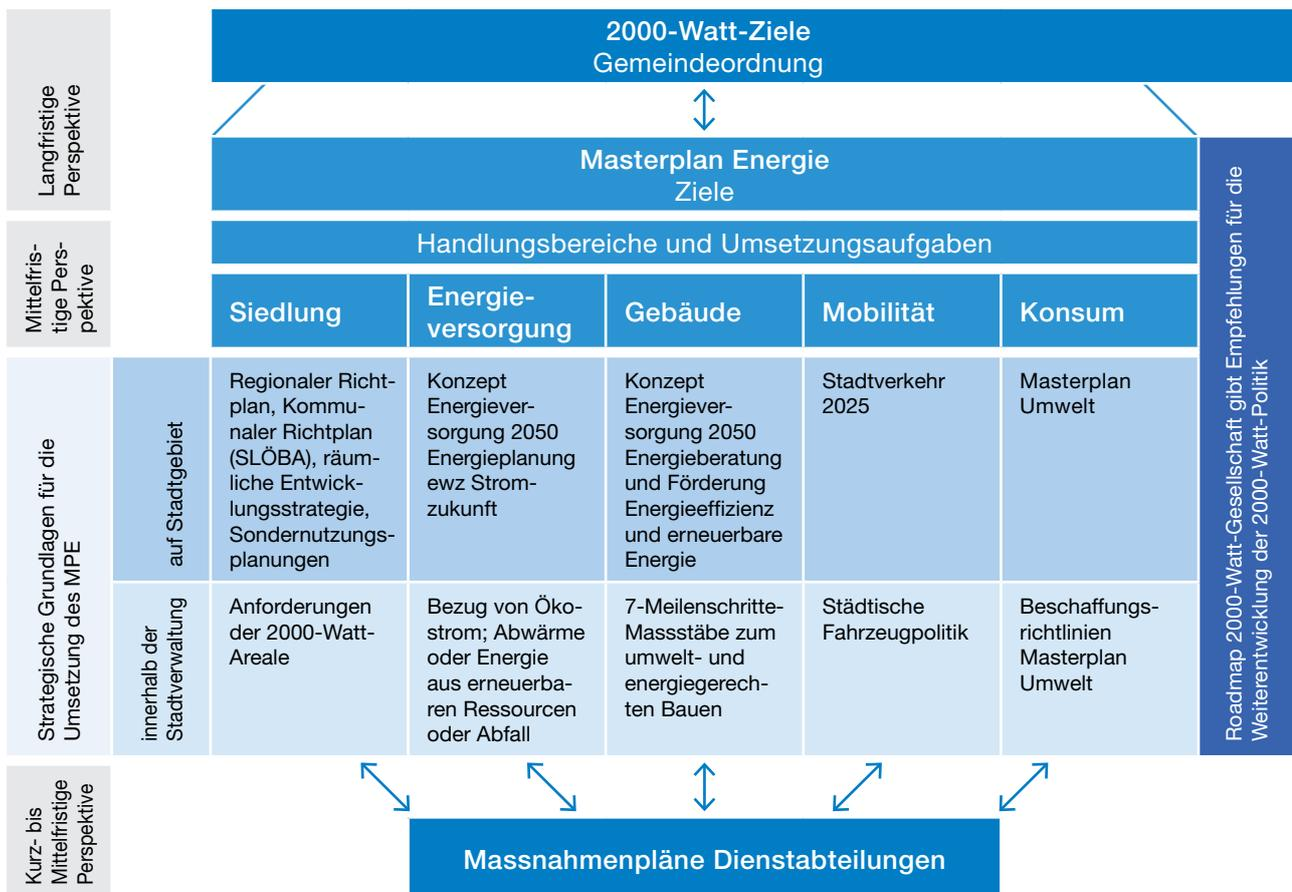 2000-Watt-Ziele
Gemeindeordnung
Langfristige
Perspektive
Masterplan Energie
Ziele
Mittelfris-
tige Pers-
pektive
Handlungsbereiche und Umsetzungsaufgaben
Siedlung
Energie-
versorgung
Gebäude
Mobilität
Konsum
Strategische Grundlagen für die
Umsetzung des MPE
auf Stadtgebiet
Regionaler Richt-
plan, Kommu-
naler Richtplan
(SLÖBA), räum-
liche Entwick-
lungsstrategie,
Sondernutzungs-
planungen
Konzept
Energiever-
sorgung 2050
Energieplanung
ewz Strom-
zukunft
Konzept
Energiever-
sorgung 2050
Energieberatung
und Förderung
Energieeffizienz
und erneuerbare
Energie
Stadtverkehr
2025
Masterplan
Umwelt
innerhalb der
Stadtverwaltung
Anforderungen
der 2000-Watt-
Areale
Bezug von Öko-
strom; Abwärme
oder Energie
aus erneuerba-
ren Ressourcen
oder Abfall
7-Meilenschritte-
Massstäbe zum
umwelt- und
energiegerech-
ten Bauen
Städtische
Fahrzeugpolitik
Beschaffungs-
richtlinien
Masterplan
Umwelt
Roadmap 2000-Watt-Gesellschaft gibt Empfehlungen für die
Weiterentwicklung der 2000-Watt-Politik
Kurz- bis
Mittelfristige
Perspektive
Massnahmenpläne Dienstabteilungen